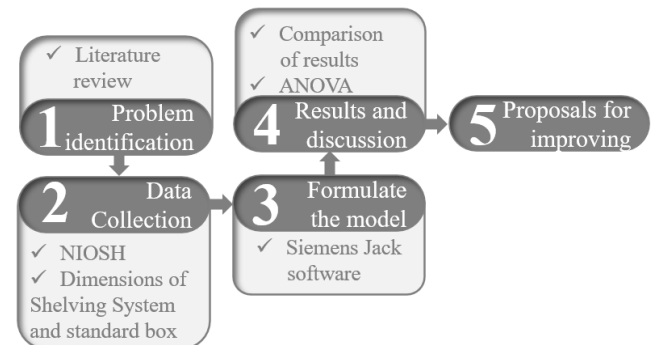 ✓ Literature
review
1 Problem
identification
2 Data
Collection
✓ NIOSH
✓ Dimensions of
Shelving System
and standard box
3 Formulate
the model
✓ Siemens Jack
software
✓ Comparison
of results
✓ ANOVA
4 Results and
discussion
5 Proposals for
improving